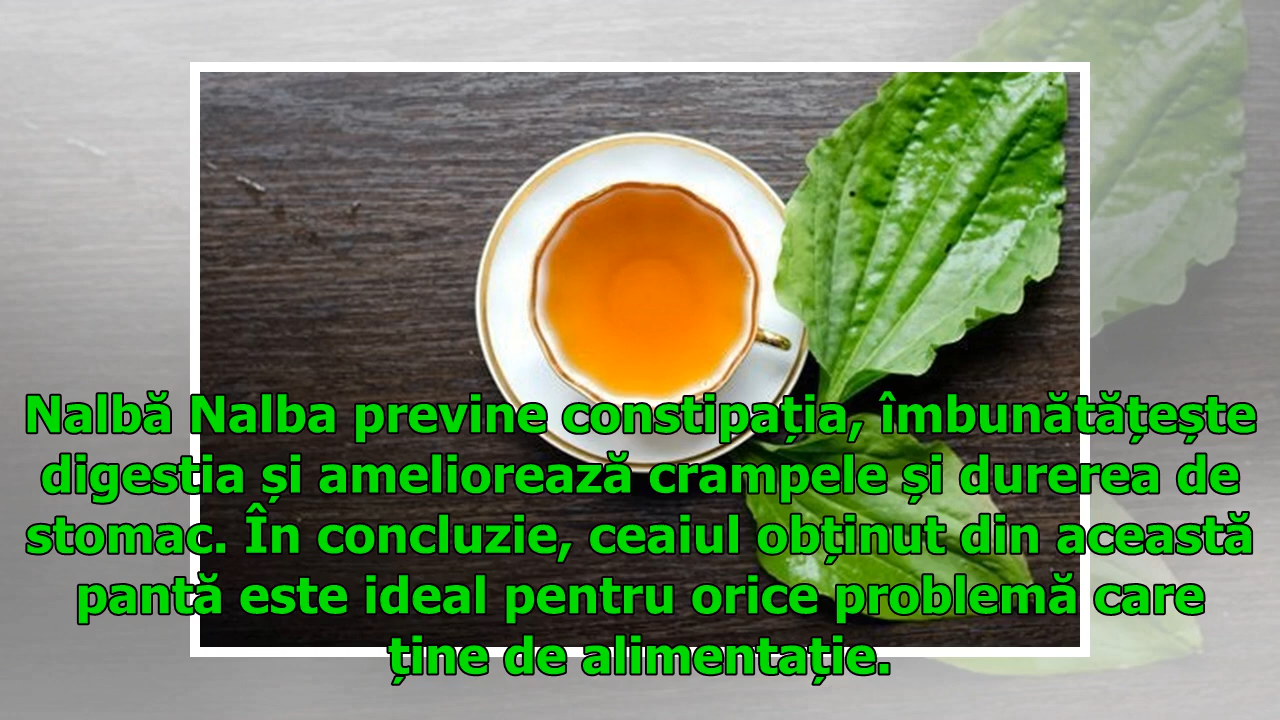 Nalbă Nalba previne constipația, îmbunătățește
digestia și ameliorează crampele și durerea de
stomac. În concluzie, ceaiul obținut din această
pantă este ideal pentru orice problemă care
ține de alimentație.